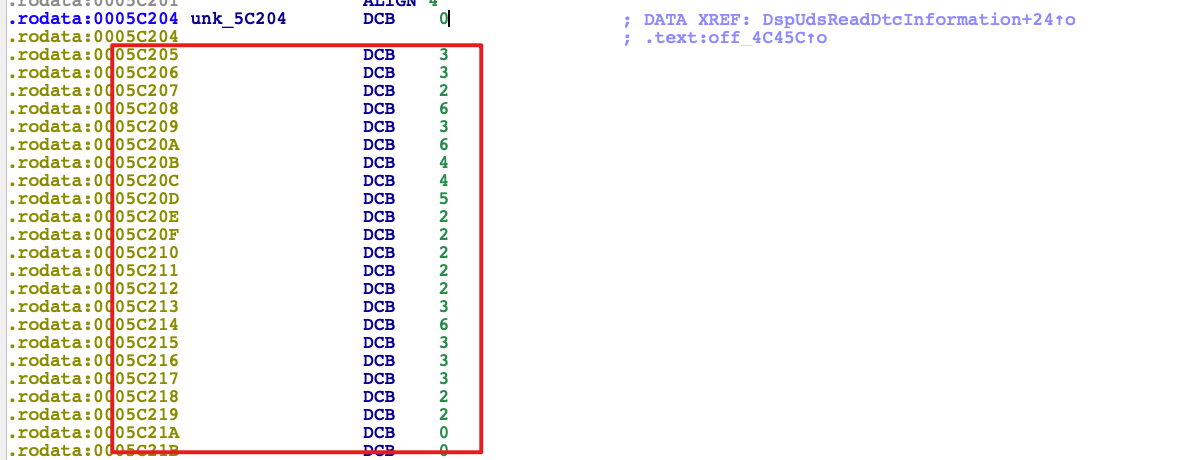 .rodata:0005C201 ALIGN 4
.rodata:0005C204 unk_5C204 DCB 0 ; DATA XREF: DspUdsReadDtcInformation+24↑o
.rodata:0005C204 ; .text:off_4C45C↑o
.rodata:0005C205 DCB 3
.rodata:0005C206 DCB 3
.rodata:0005C207 DCB 2
.rodata:0005C208 DCB 6
.rodata:0005C209 DCB 3
.rodata:0005C20A DCB 6
.rodata:0005C20B DCB 4
.rodata:0005C20C DCB 4
.rodata:0005C20D DCB 5
.rodata:0005C20E DCB 2
.rodata:0005C20F DCB 2
.rodata:0005C210 DCB 2
.rodata:0005C211 DCB 2
.rodata:0005C212 DCB 2
.rodata:0005C213 DCB 3
.rodata:0005C214 DCB 6
.rodata:0005C215 DCB 3
.rodata:0005C216 DCB 3
.rodata:0005C217 DCB 3
.rodata:0005C218 DCB 2
.rodata:0005C219 DCB 2
.rodata:0005C21A DCB 0
.rodata:0005C21B DCB 0